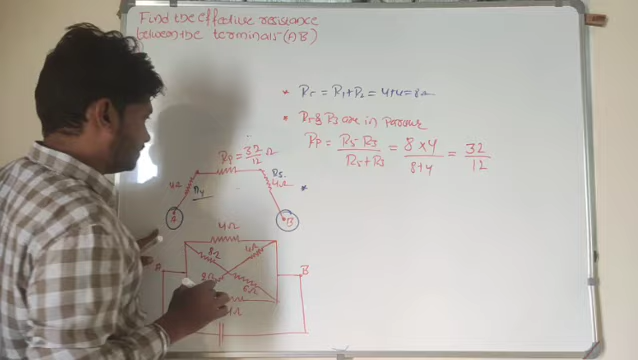 Find the effective resistance
between the terminals (AB)
* Rs = R1+R2 = 4+4 = 8Ω
* Rs & R3 are in Parallel
Rp = Rs·R3 / Rs+R3 = 8×4 / 8+4 = 32 / 12
Rp = 32/12 Ω
4Ω
R4
R5
4Ω
*
A
B
4Ω
8Ω
4Ω
A
B
8Ω
6Ω
4Ω